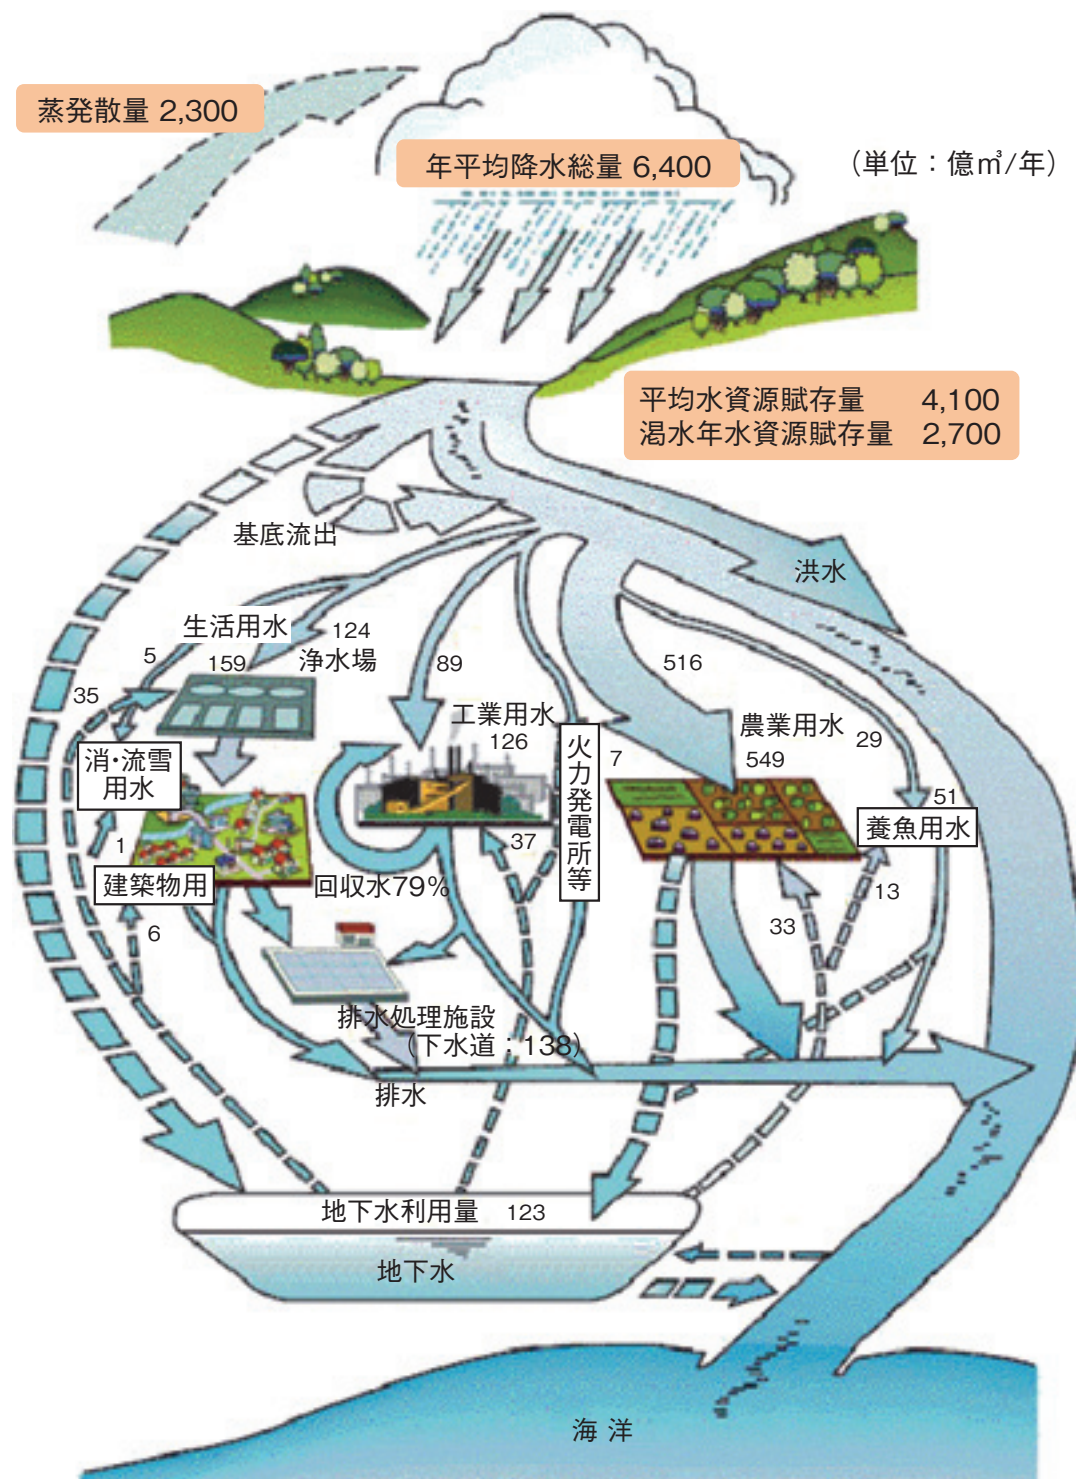 蒸発散量 2,300
年平均降水総量 6,400
(単位：億㎥/年)
平均水資源賦存量 4,100
渇水年水資源賦存量 2,700
基底流出
洪水
生活用水
159
124
浄水場
5
35
89
516
工業用水
126
農業用水
549
29
消・流雪
用水
火力発電所等
7
51
養魚用水
1
37
建築物用
回収水79%
13
6
33
排水処理施設
(下水道：138)
排水
地下水利用量 123
地下水
海洋